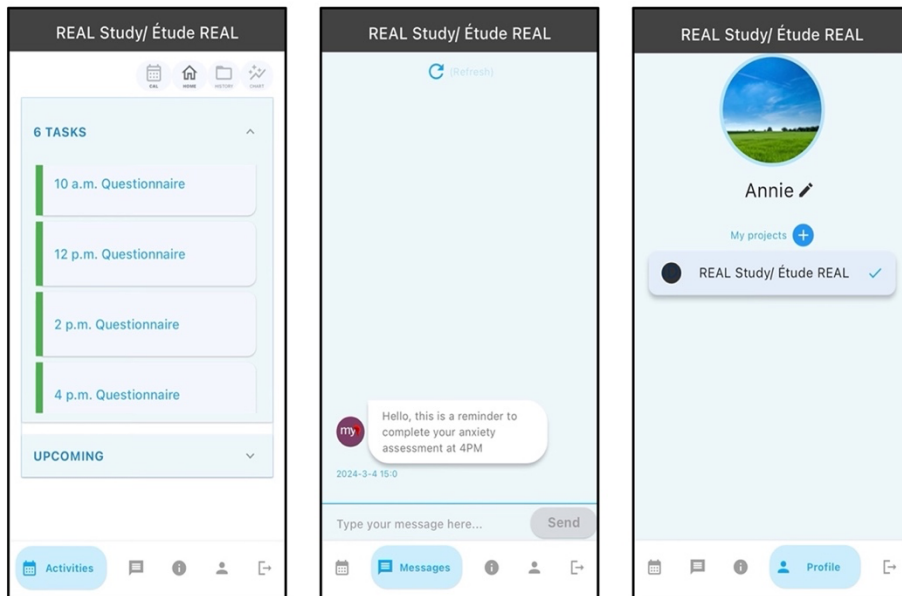 REAL Study/ Étude REAL
CAL
HOME
HISTORY
CHART
6 TASKS
10 a.m. Questionnaire
12 p.m. Questionnaire
2 p.m. Questionnaire
4 p.m. Questionnaire
UPCOMING
Activities
REAL Study/ Étude REAL
(Refresh)
Hello, this is a reminder to
complete your anxiety
assessment at 4PM
my
2024-3-4 15:0
Type your message here...
Send
Messages
REAL Study/ Étude REAL
Annie
My projects
REAL Study/ Étude REAL
Profile